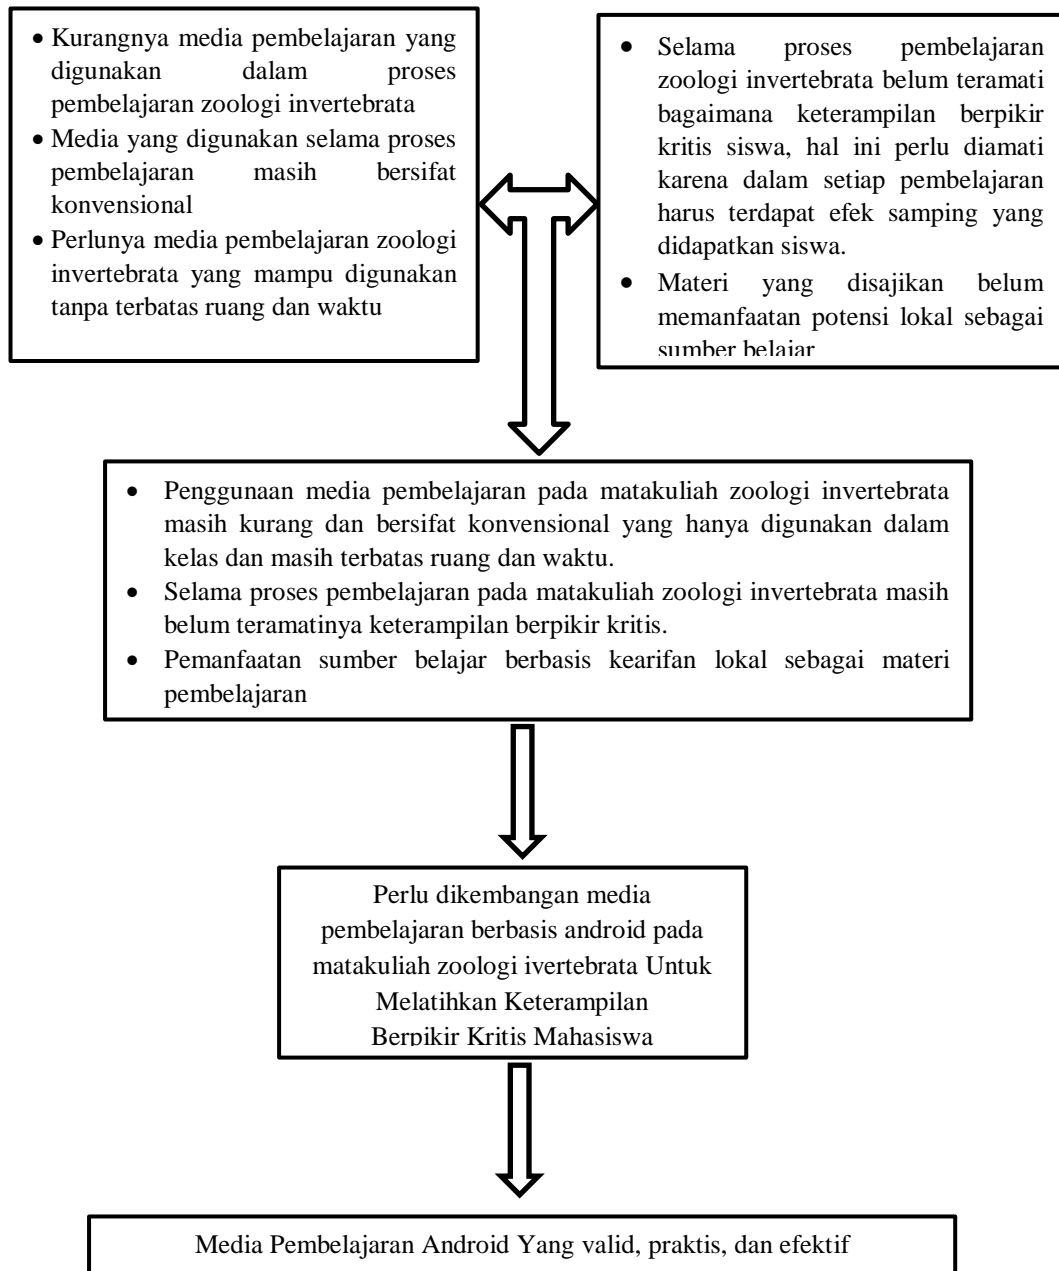 • Kurangnya media pembelajaran yang
digunakan dalam proses
pembelajaran zoologi invertebrata
• Media yang digunakan selama proses
pembelajaran masih bersifat
konvensional
• Perlunya media pembelajaran zoologi
invertebrata yang mampu digunakan
tanpa terbatas ruang dan waktu
• Selama proses pembelajaran
zoologi invertebrata belum teramati
bagaimana keterampilan berpikir
kritis siswa, hal ini perlu diamati
karena dalam setiap pembelajaran
harus terdapat efek samping yang
didapatkan siswa.
• Materi yang disajikan belum
memanfaatan potensi lokal sebagai
sumber belajar
• Penggunaan media pembelajaran pada matakuliah zoologi invertebrata
masih kurang dan bersifat konvensional yang hanya digunakan dalam
kelas dan masih terbatas ruang dan waktu.
• Selama proses pembelajaran pada matakuliah zoologi invertebrata masih
belum teramatinya keterampilan berpikir kritis.
• Pemanfaatan sumber belajar berbasis kearifan lokal sebagai materi
pembelajaran
Perlu dikembangan media
pembelajaran berbasis android pada
matakuliah zoologi ivertebrata Untuk
Melatihkan Keterampilan
Berpikir Kritis Mahasiswa
Media Pembelajaran Android Yang valid, praktis, dan efektif